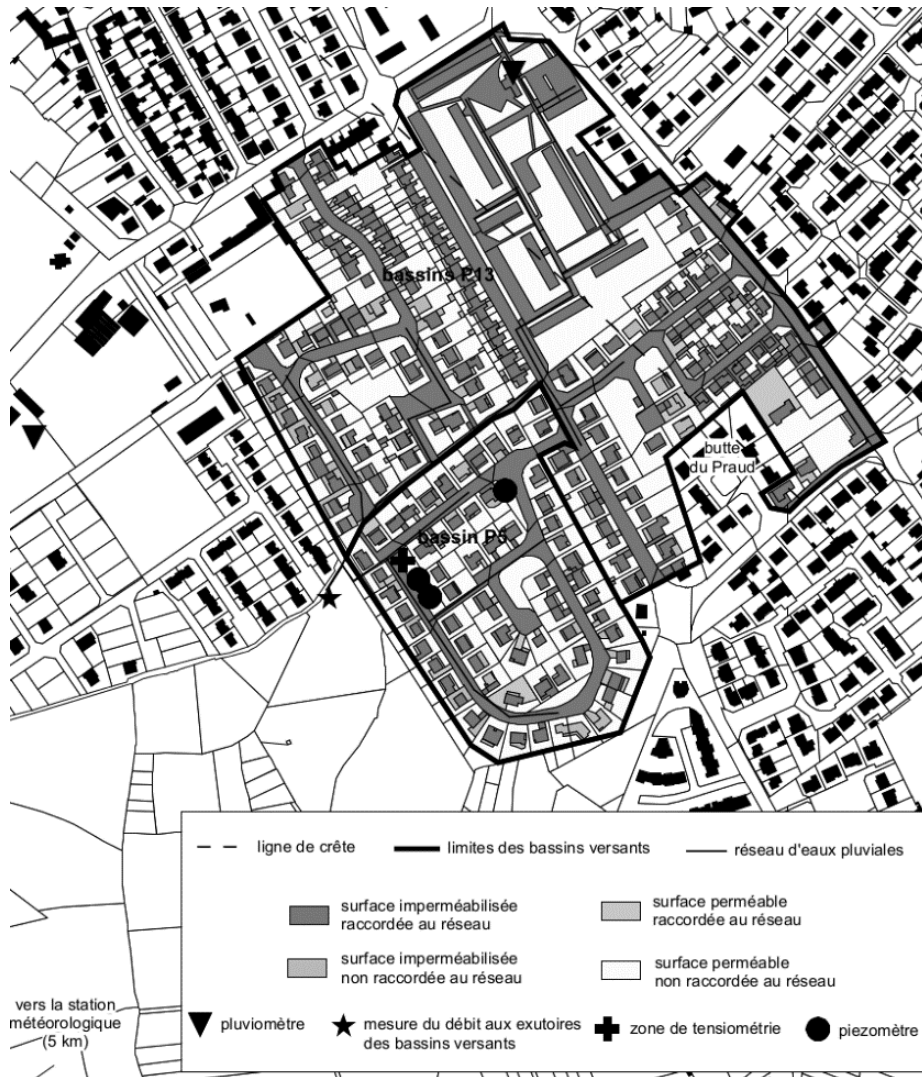 bassins P13
butte
du Praud
bassin P5
ligne de crête
limites des bassins versants
réseau d'eaux pluviales
surface imperméabilisée
raccordée au réseau
surface perméable
raccordée au réseau
surface imperméabilisée
non raccordée au réseau
surface perméable
non raccordée au réseau
vers la station
météorologique
(5 km)
pluviomètre
mesure du débit aux exutoires
des bassins versants
zone de tensiométrie
piezomètre